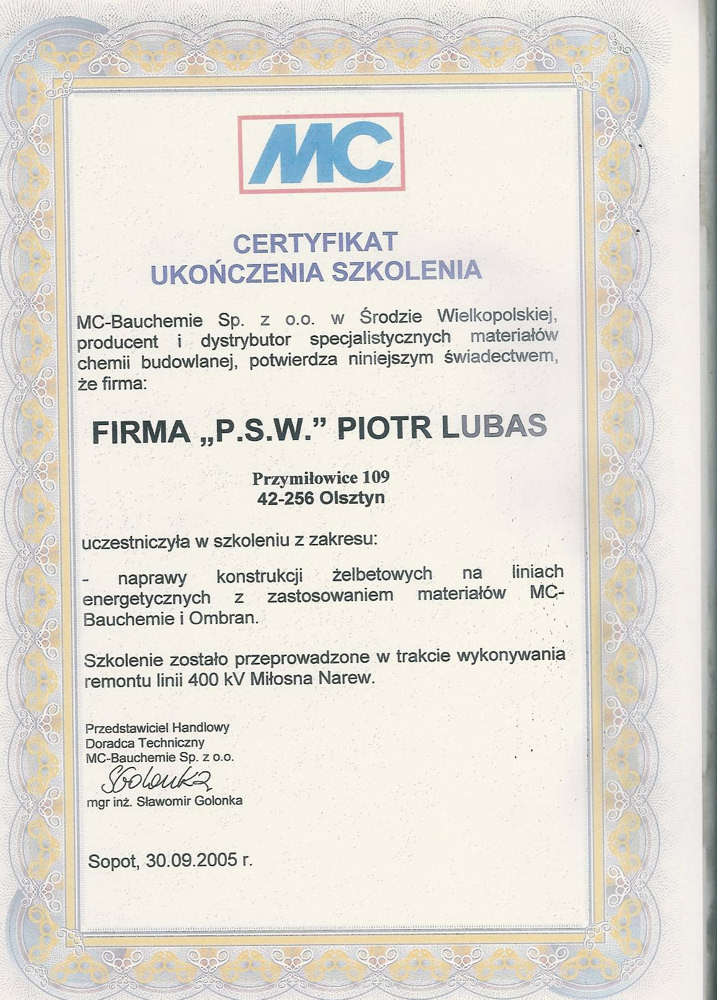 MC
CERTYFIKAT
UKOŃCZENIA SZKOLENIA
MC-Bauchemie Sp. z o.o. w Środzie Wielkopolskiej,
producent i dystrybutor specjalistycznych materiałów
chemii budowlanej, potwierdza niniejszym świadectwem,
że firma:
FIRMA „P.S.W.” PIOTR LUBAS
Przymiłowice 109
42-256 Olsztyn
uczestniczyła w szkoleniu z zakresu:
- naprawy konstrukcji żelbetowych na liniach
energetycznych z zastosowaniem materiałów MC-
Bauchemie i Ombran.
Szkolenie zostało przeprowadzone w trakcie wykonywania
remontu linii 400 kV Miłosna Narew.
Przedstawiciel Handlowy
Doradca Techniczny
MC-Bauchemie Sp. z o.o.
SGolonka
mgr inż. Sławomir Golonka
Sopot, 30.09.2005 r.